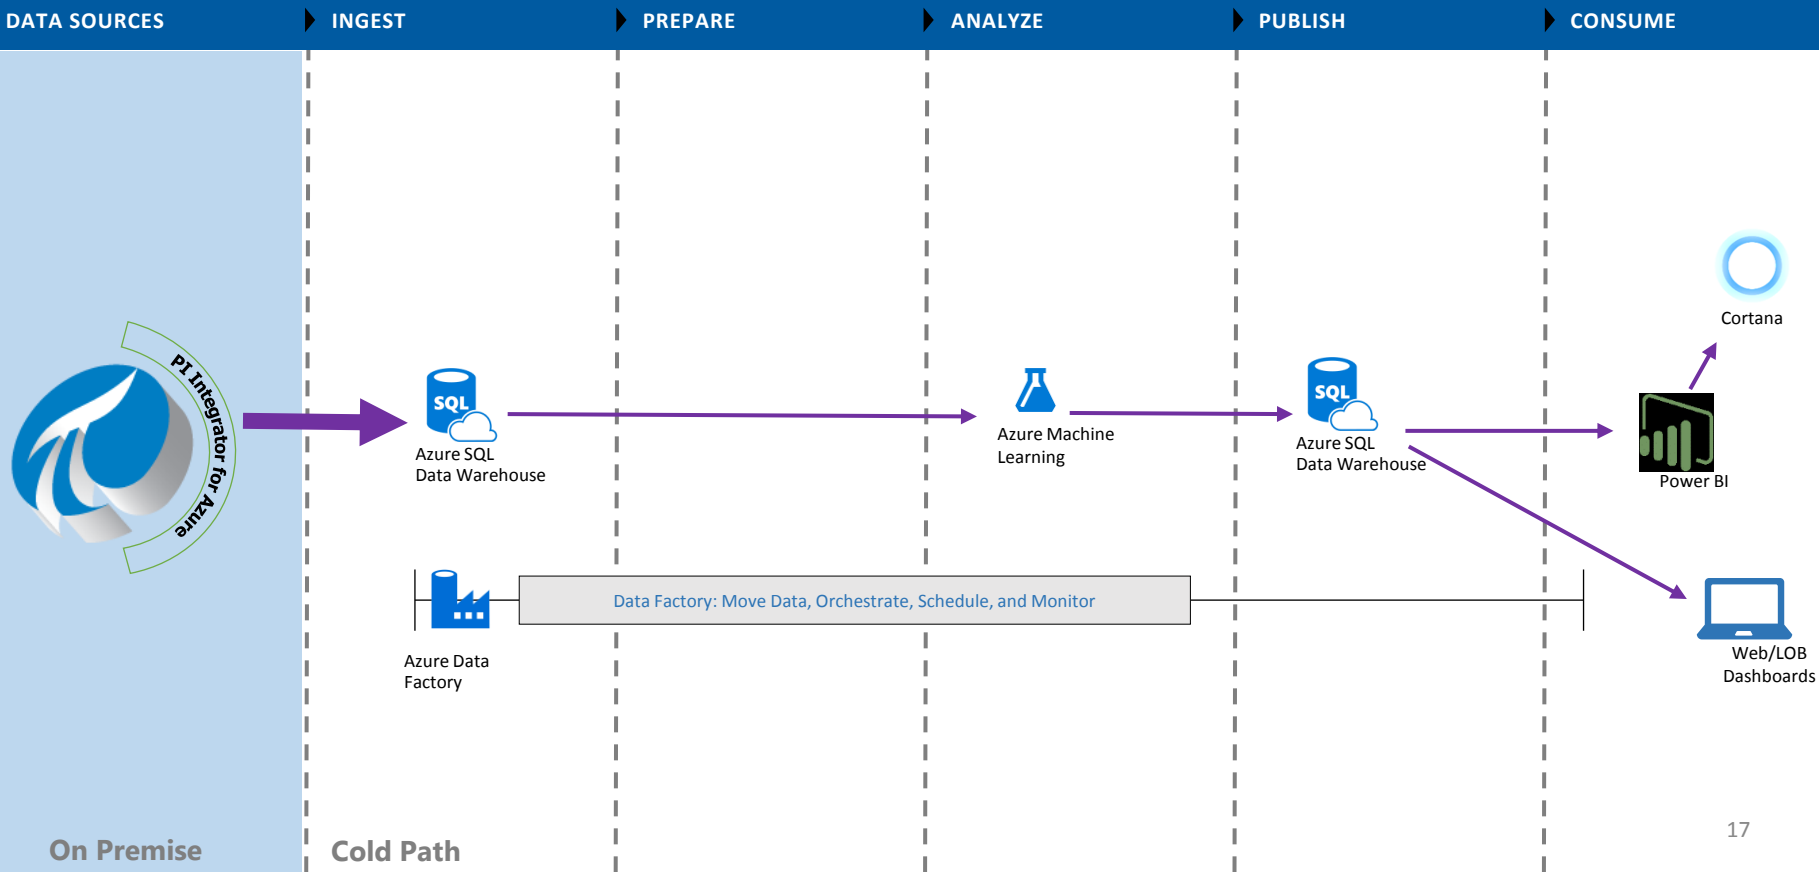 DATA SOURCES
INGEST
PREPARE
ANALYZE
PUBLISH
CONSUME
PI Integrator for Azure
SQL
Azure SQL
Data Warehouse
Azure Machine
Learning
SQL
Azure SQL
Data Warehouse
Cortana
Power BI
Data Factory: Move Data, Orchestrate, Schedule, and Monitor
Azure Data
Factory
Web/LOB
Dashboards
On Premise
Cold Path
17